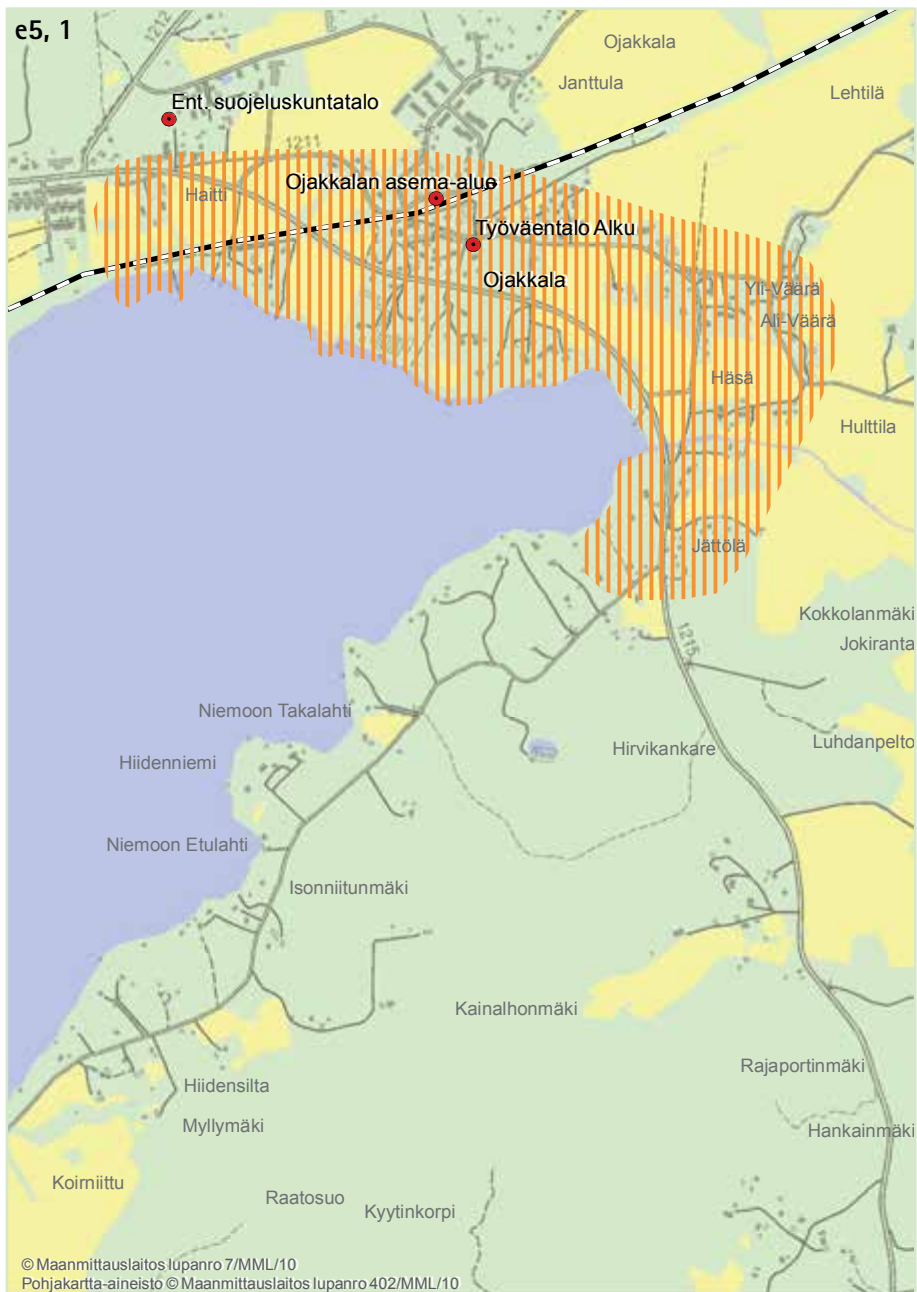 e5, 1
1212
Ojakkala
Janttula
Lehtilä
Ent. suojeluskuntatalo
1211
Ojakkalan asema-alue
Haitti
Työväentalo Alku
Ojakkala
Yli-Väärä
Ali-Väärä
Häsä
Hulttila
Jättölä
Kokkolanmäki
1215
Jokiranta
Niemoon Takalahti
Luhdanpelto
Hirvikankare
Hiidenniemi
Niemoon Etulahti
Isonniitunmäki
Kainalhonmäki
Rajaportinmäki
Hiidensilta
Myllymäki
Hankainmäki
Koirniittu
Raatosuo
Kyytinkorpi
© Maanmittauslaitos lupanro 7/MML/10
Pohjakartta-aineisto © Maanmittauslaitos lupanro 402/MML/10